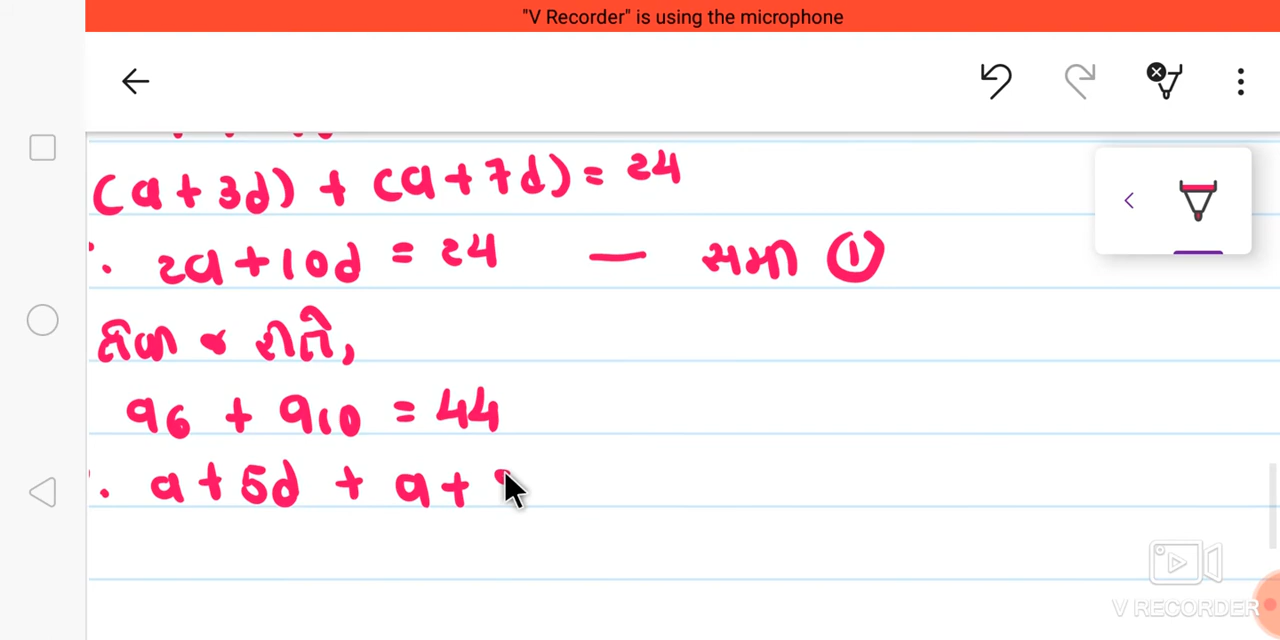 "V Recorder" is using the microphone
(a + 3d) + (a + 7d) = 24
∴ 2a + 10d = 24 — સમી ①
તેવી જ રીતે,
a6 + a10 = 44
∴ a + 5d + a +
V RECORDER